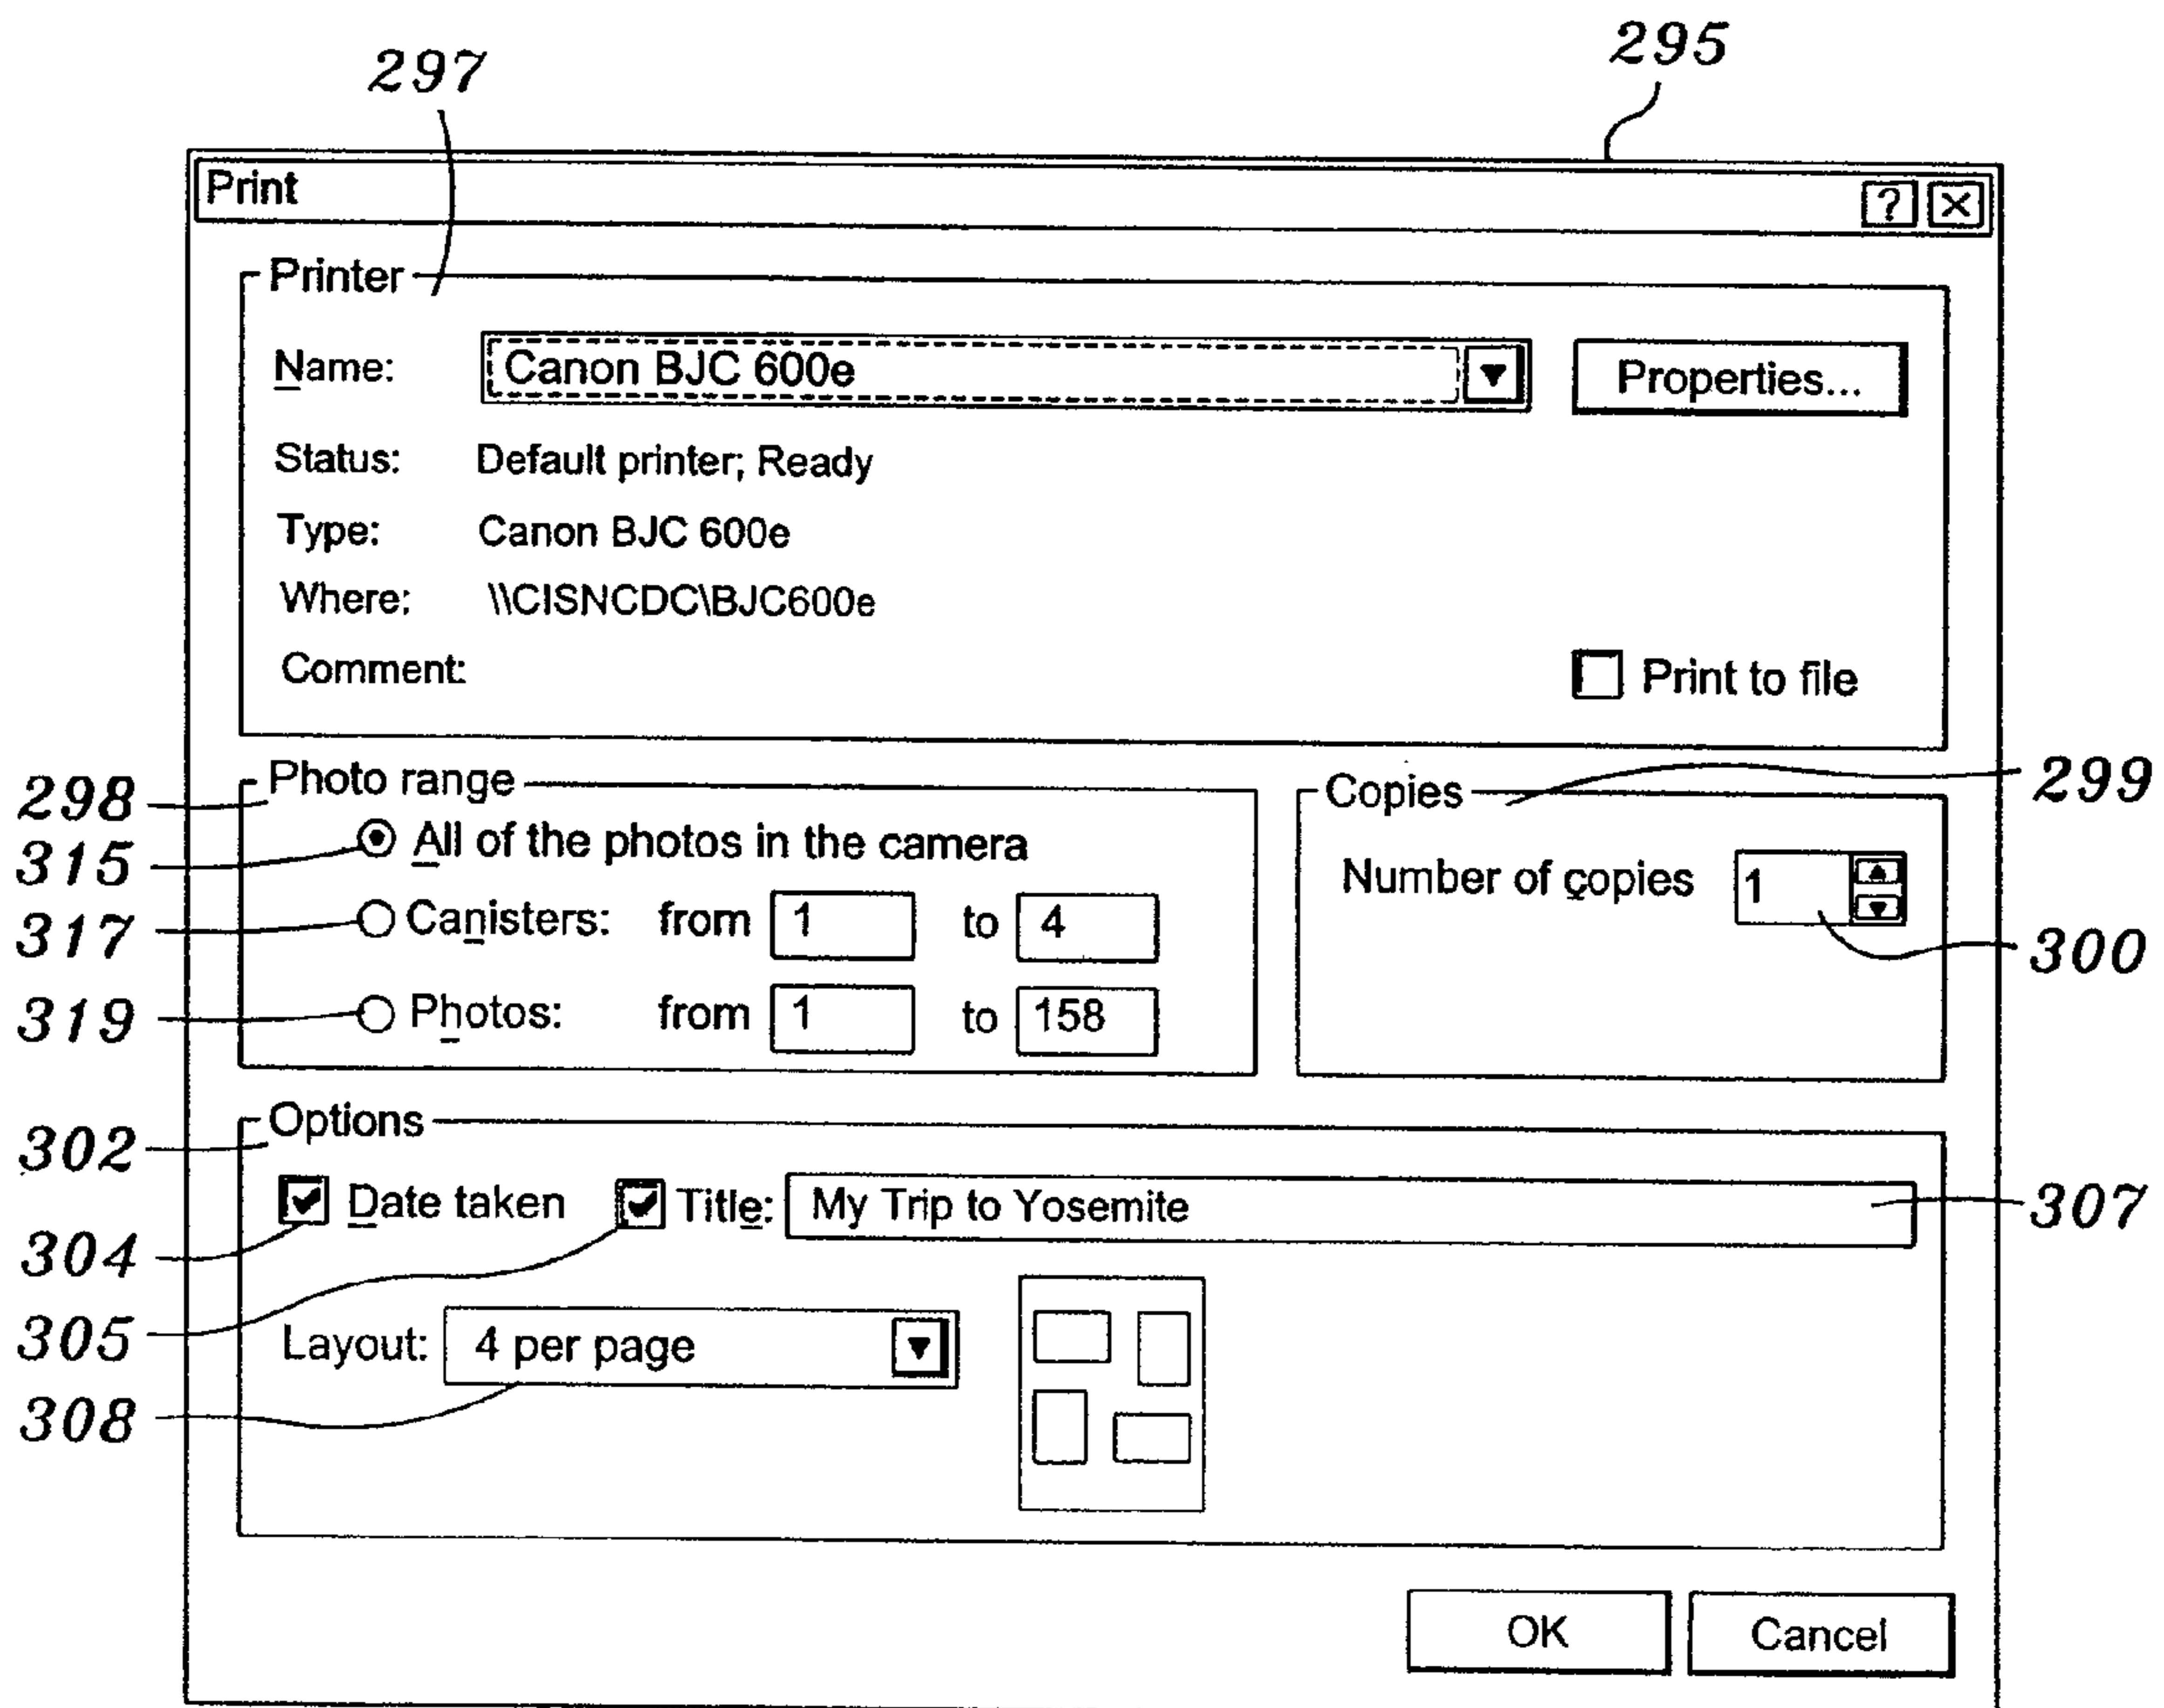 297
295
Print
?
Printer
Name: Canon BJC 600e Properties...
Status: Default printer; Ready
Type: Canon BJC 600e
Where: \\CISNCDC\BJC600e
Comment:
Print to file
298 Photo range
Copies 299
315 All of the photos in the camera
Number of copies 1
317 Canisters: from 1 to 4
300
319 Photos: from 1 to 158
302 Options
304 Date taken Title: My Trip to Yosemite 307
305 Layout: 4 per page
308
OK Cancel